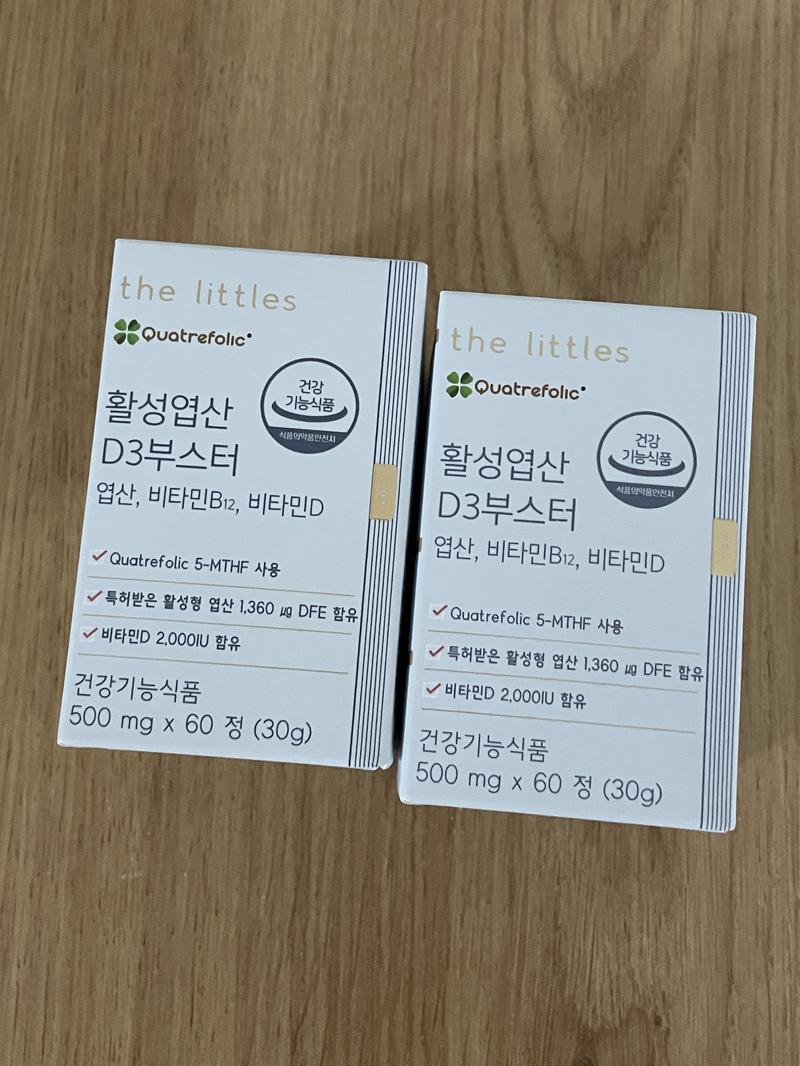 the littles
Quatrefolic
건강
기능식품
식품의약품안전처
활성엽산
D3부스터
엽산, 비타민B12, 비타민D
Quatrefolic 5-MTHF 사용
특허받은 활성형 엽산 1,360 ㎍ DFE 함유
비타민D 2,000IU 함유
건강기능식품
500 mg x 60 정 (30g)
the littles
Quatrefolic
건강
기능식품
식품의약품안전처
활성엽산
D3부스터
엽산, 비타민B12, 비타민D
Quatrefolic 5-MTHF 사용
특허받은 활성형 엽산 1,360 ㎍ DFE 함유
비타민D 2,000IU 함유
건강기능식품
500 mg x 60 정 (30g)